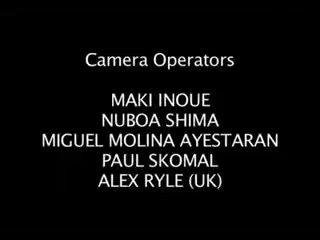 Camera Operators
MAKI INOUE
NUBOA SHIMA
MIGUEL MOLINA AYESTARAN
PAUL SKOMAL
ALEX RYLE (UK)